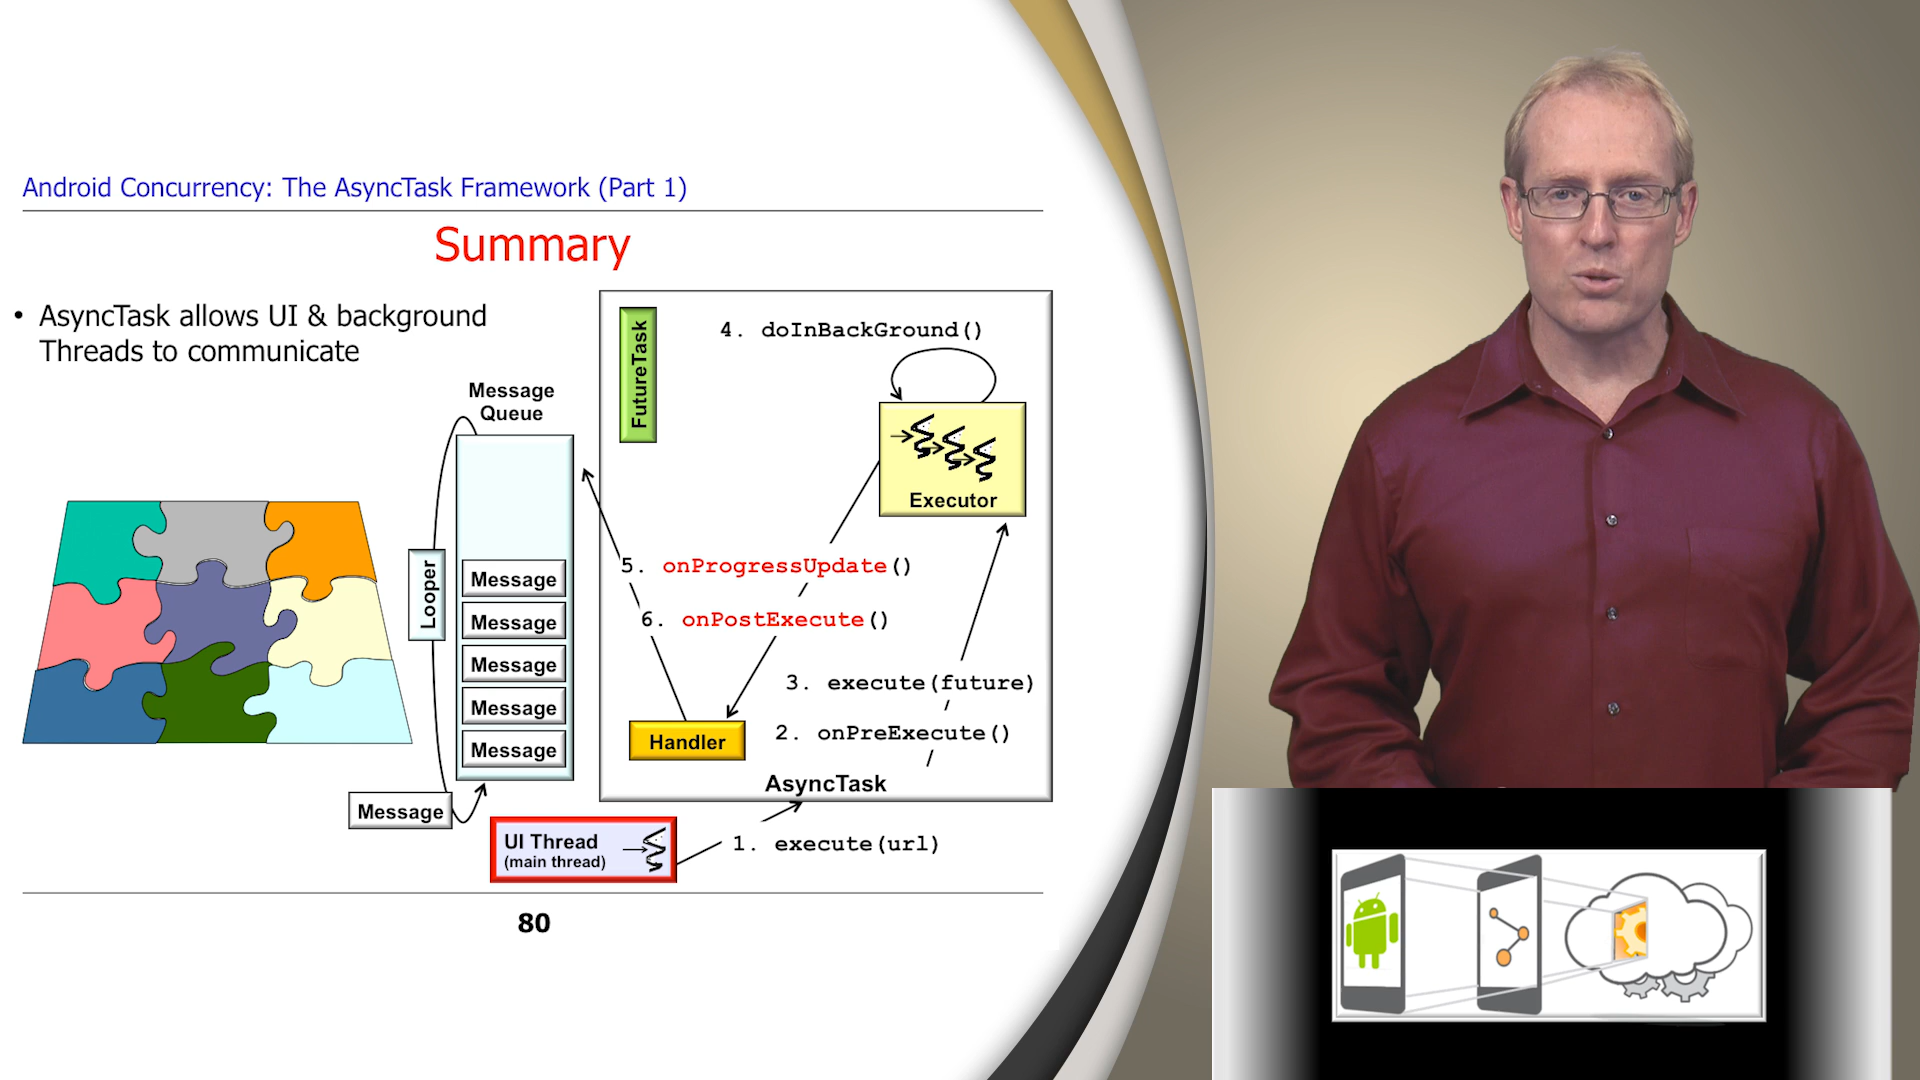 Android Concurrency: The AsyncTask Framework (Part 1)
Summary
• AsyncTask allows UI & background
Threads to communicate
Message
Queue
Looper
Message
Message
Message
Message
Message
Message
FutureTask
4. doInBackGround()
Executor
5. onProgressUpdate()
6. onPostExecute()
3. execute(future)
2. onPreExecute()
Handler
AsyncTask
UI Thread
(main thread)
1. execute(url)
80